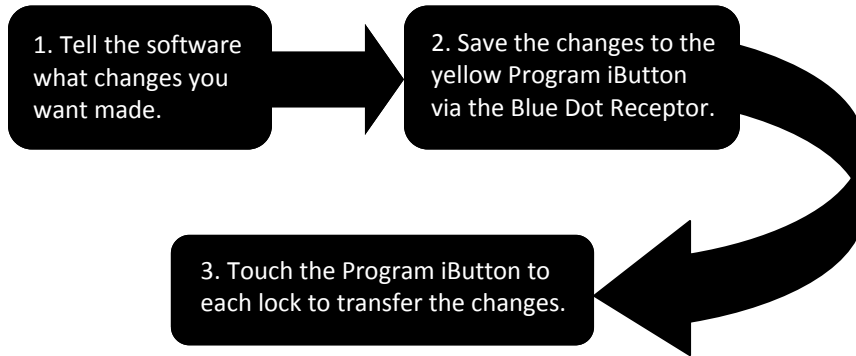 1. Tell the software
what changes you
want made.
2. Save the changes to the
yellow Program iButton
via the Blue Dot Receptor.
3. Touch the Program iButton to
each lock to transfer the changes.